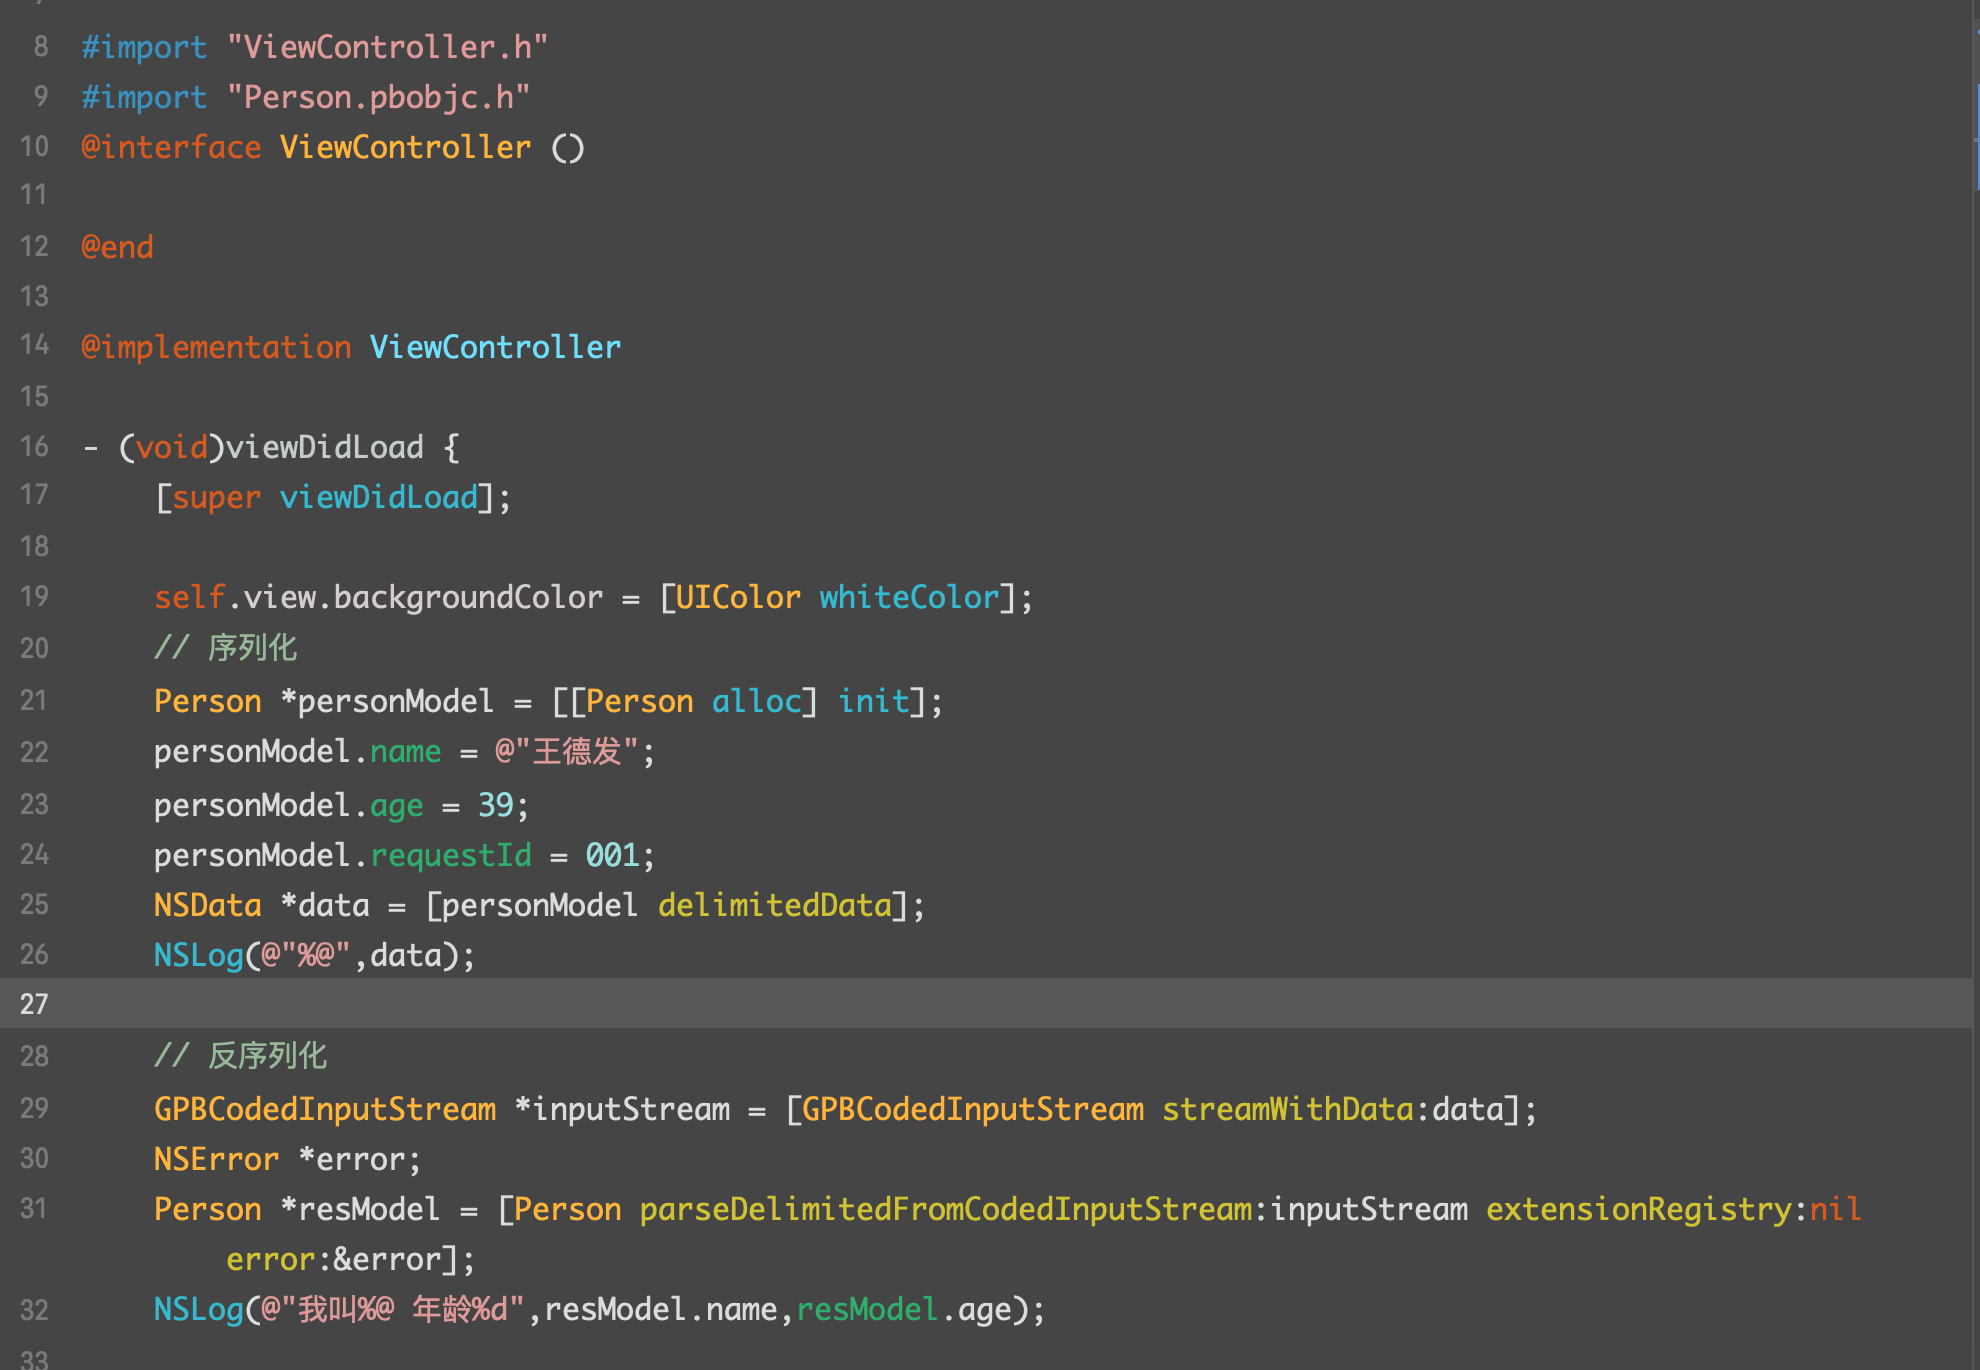 8 #import "ViewController.h"
9 #import "Person.pbobjc.h"
10 @interface ViewController ()
11
12 @end
13
14 @implementation ViewController
15
16 - (void)viewDidLoad {
17 [super viewDidLoad];
18
19 self.view.backgroundColor = [UIColor whiteColor];
20 // 序列化
21 Person *personModel = [[Person alloc] init];
22 personModel.name = @"王德发";
23 personModel.age = 39;
24 personModel.requestId = 001;
25 NSData *data = [personModel delimitedData];
26 NSLog(@"%@",data);
27
28 // 反序列化
29 GPBCodedInputStream *inputStream = [GPBCodedInputStream streamWithData:data];
30 NSError *error;
31 Person *resModel = [Person parseDelimitedFromCodedInputStream:inputStream extensionRegistry:nil
error:&error];
32 NSLog(@"我叫%@ 年龄%d",resModel.name,resModel.age);
33